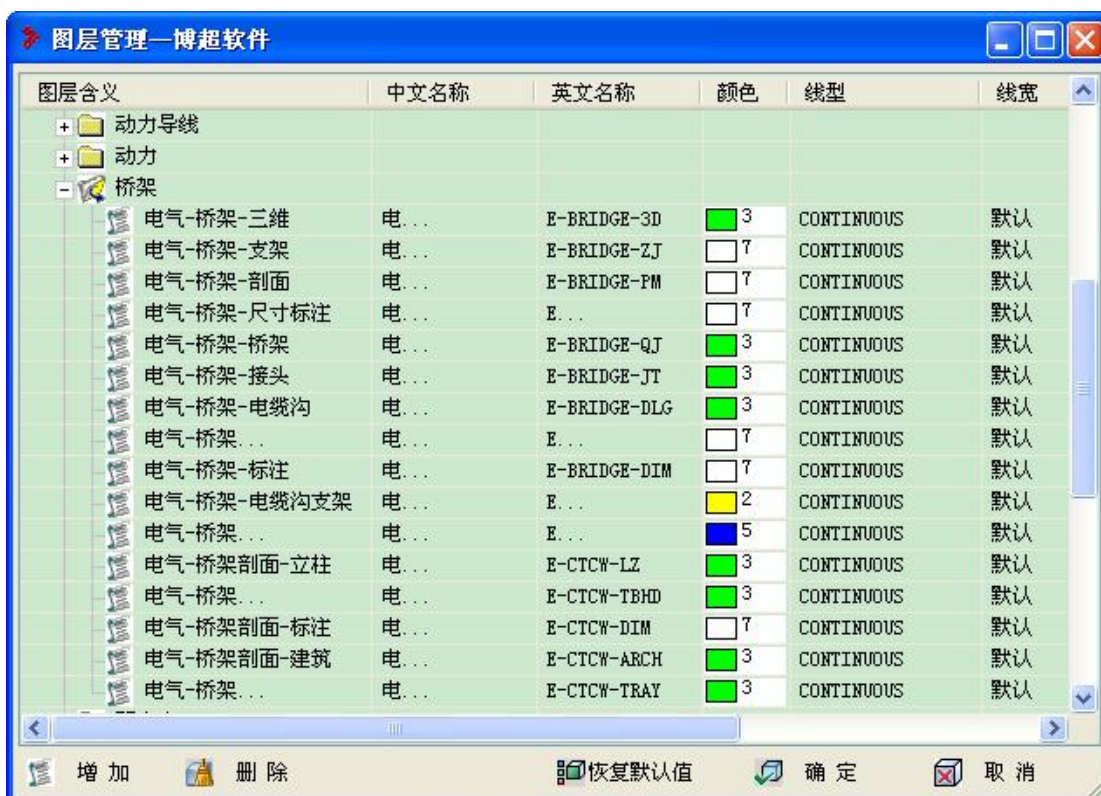 图层管理—博超软件
图层含义 中文名称 英文名称 颜色 线型 线宽
动力导线
动力
桥架
电气-桥架-三维 电... E-BRIDGE-3D 3 CONTINUOUS 默认
电气-桥架-支架 电... E-BRIDGE-ZJ 7 CONTINUOUS 默认
电气-桥架-剖面 电... E-BRIDGE-PM 7 CONTINUOUS 默认
电气-桥架-尺寸标注 电... E... 7 CONTINUOUS 默认
电气-桥架-桥架 电... E-BRIDGE-QJ 3 CONTINUOUS 默认
电气-桥架-接头 电... E-BRIDGE-JT 3 CONTINUOUS 默认
电气-桥架-电缆沟 电... E-BRIDGE-DLG 3 CONTINUOUS 默认
电气-桥架... 电... E... 7 CONTINUOUS 默认
电气-桥架-标注 电... E-BRIDGE-DIM 7 CONTINUOUS 默认
电气-桥架-电缆沟支架 电... E... 2 CONTINUOUS 默认
电气-桥架... 电... E... 5 CONTINUOUS 默认
电气-桥架剖面-立柱 电... E-CTCW-LZ 3 CONTINUOUS 默认
电气-桥架... 电... E-CTCW-TBHD 3 CONTINUOUS 默认
电气-桥架剖面-标注 电... E-CTCW-DIM 7 CONTINUOUS 默认
电气-桥架剖面-建筑 电... E-CTCW-ARCH 3 CONTINUOUS 默认
电气-桥架... 电... E-CTCW-TRAY 3 CONTINUOUS 默认
增加 删除 恢复默认值 确定 取消